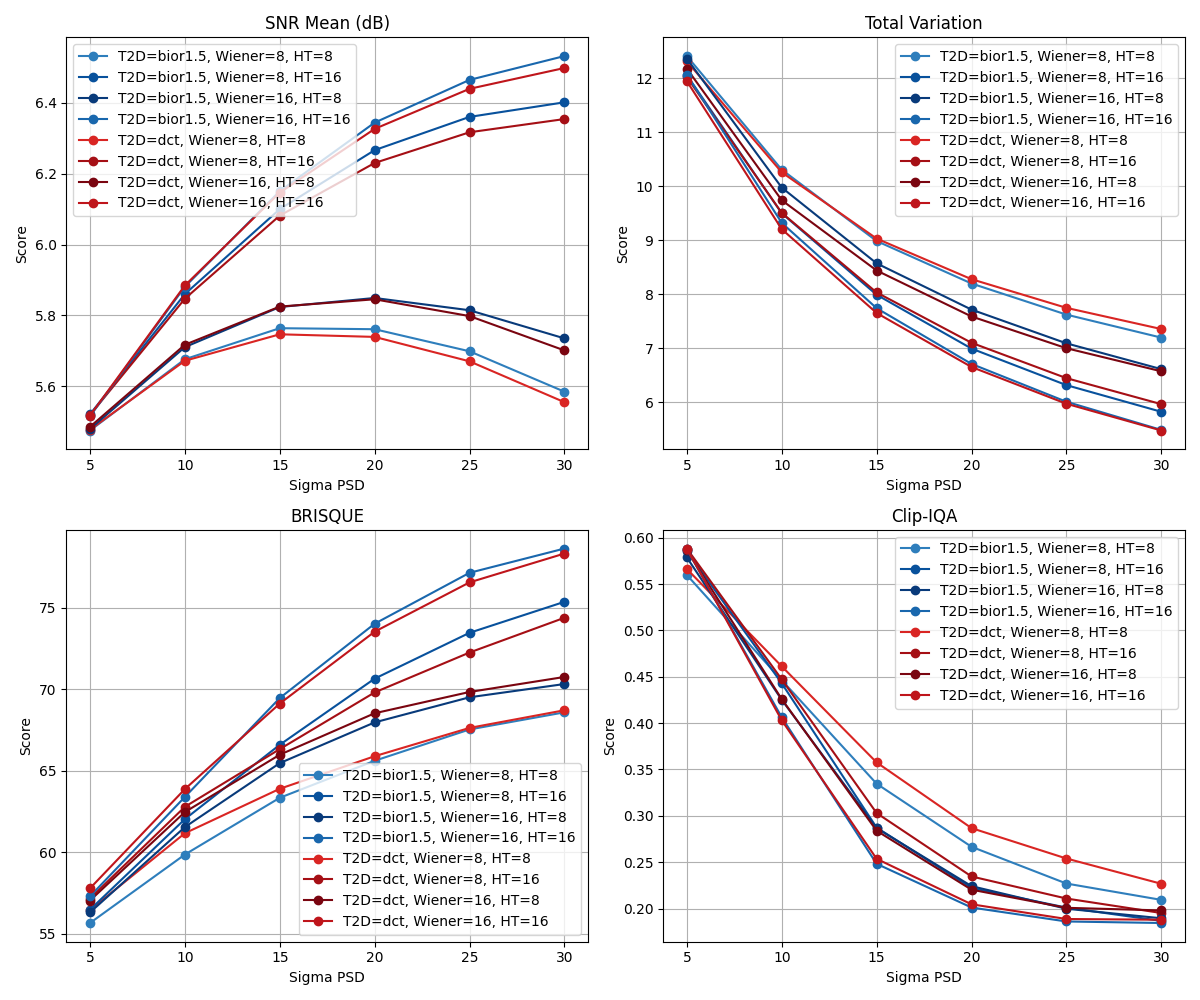 SNR Mean (dB)
T2D=bior1.5, Wiener=8, HT=8
T2D=bior1.5, Wiener=8, HT=16
T2D=bior1.5, Wiener=16, HT=8
T2D=bior1.5, Wiener=16, HT=16
T2D=dct, Wiener=8, HT=8
T2D=dct, Wiener=8, HT=16
T2D=dct, Wiener=16, HT=8
T2D=dct, Wiener=16, HT=16
6.4
6.2
6.0
5.8
5.6
Score
5 10 15 20 25 30
Sigma PSD
Total Variation
T2D=bior1.5, Wiener=8, HT=8
T2D=bior1.5, Wiener=8, HT=16
T2D=bior1.5, Wiener=16, HT=8
T2D=bior1.5, Wiener=16, HT=16
T2D=dct, Wiener=8, HT=8
T2D=dct, Wiener=8, HT=16
T2D=dct, Wiener=16, HT=8
T2D=dct, Wiener=16, HT=16
12
11
10
9
8
7
6
Score
5 10 15 20 25 30
Sigma PSD
BRISQUE
75
70
65
60
55
Score
T2D=bior1.5, Wiener=8, HT=8
T2D=bior1.5, Wiener=8, HT=16
T2D=bior1.5, Wiener=16, HT=8
T2D=bior1.5, Wiener=16, HT=16
T2D=dct, Wiener=8, HT=8
T2D=dct, Wiener=8, HT=16
T2D=dct, Wiener=16, HT=8
T2D=dct, Wiener=16, HT=16
5 10 15 20 25 30
Sigma PSD
Clip-IQA
T2D=bior1.5, Wiener=8, HT=8
T2D=bior1.5, Wiener=8, HT=16
T2D=bior1.5, Wiener=16, HT=8
T2D=bior1.5, Wiener=16, HT=16
T2D=dct, Wiener=8, HT=8
T2D=dct, Wiener=8, HT=16
T2D=dct, Wiener=16, HT=8
T2D=dct, Wiener=16, HT=16
0.60
0.55
0.50
0.45
0.40
0.35
0.30
0.25
0.20
Score
5 10 15 20 25 30
Sigma PSD